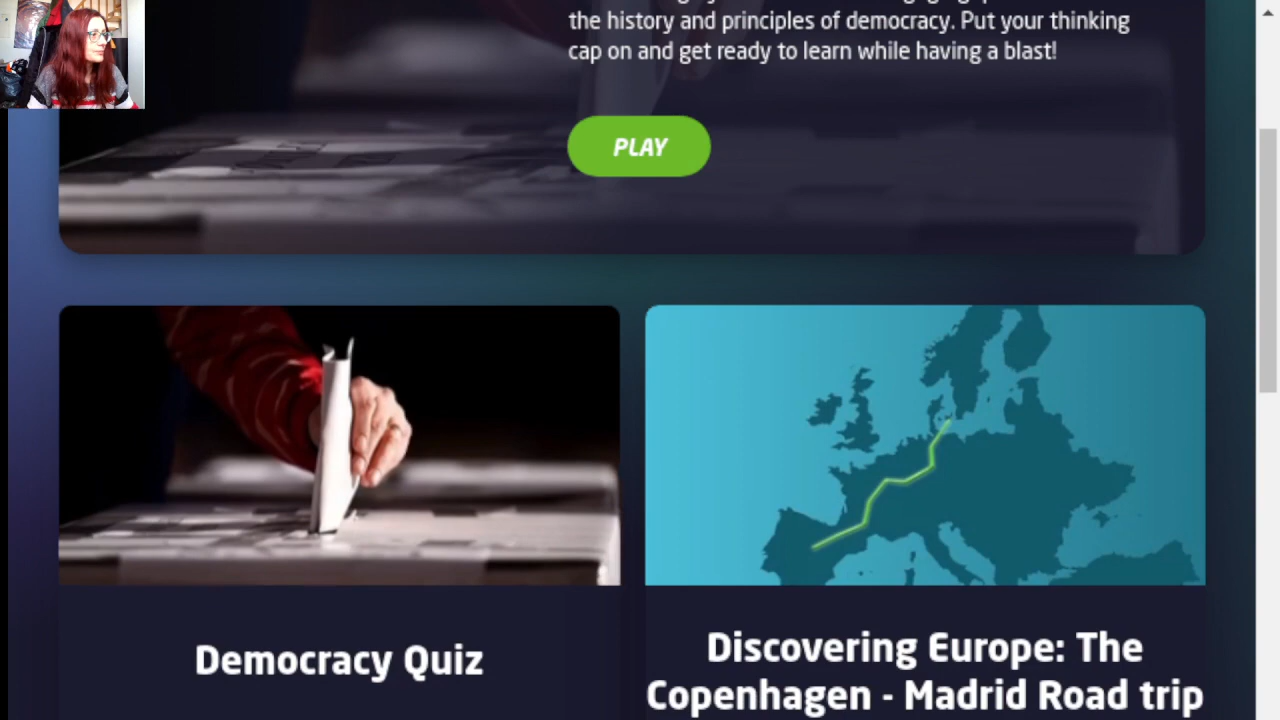 the history and principles of democracy. Put your thinking
cap on and get ready to learn while having a blast!
PLAY
Democracy Quiz
Discovering Europe: The
Copenhagen - Madrid Road trip